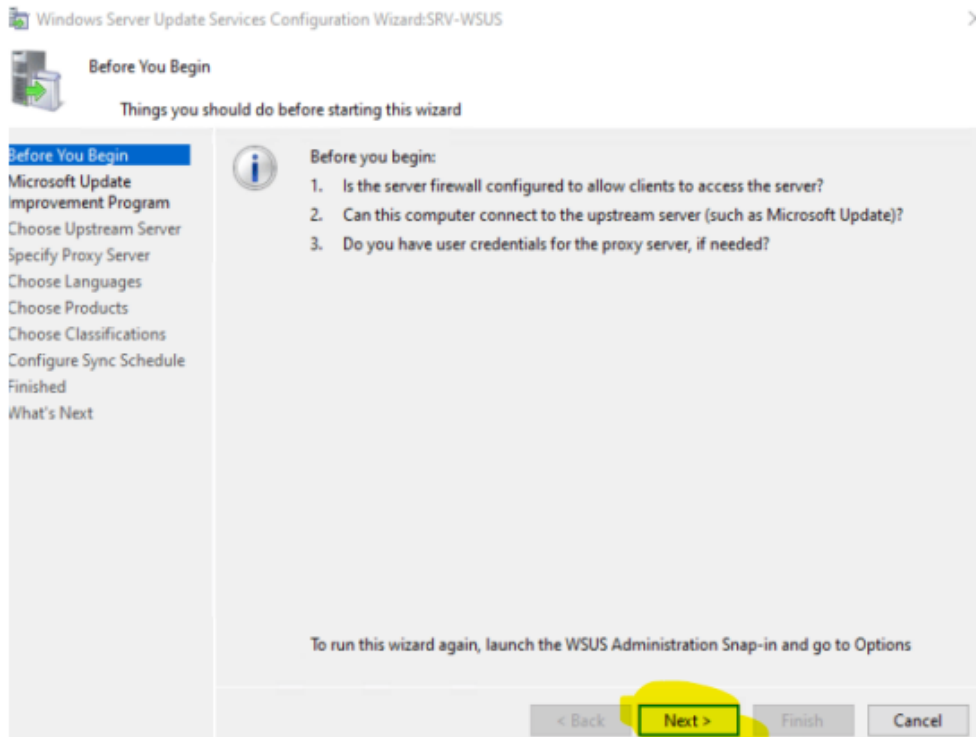 Windows Server Update Services Configuration Wizard:SRV-WSUS
Before You Begin
Things you should do before starting this wizard
Before You Begin
Microsoft Update
Improvement Program
Choose Upstream Server
Specify Proxy Server
Choose Languages
Choose Products
Choose Classifications
Configure Sync Schedule
Finished
What's Next
Before you begin:
1. Is the server firewall configured to allow clients to access the server?
2. Can this computer connect to the upstream server (such as Microsoft Update)?
3. Do you have user credentials for the proxy server, if needed?
To run this wizard again, launch the WSUS Administration Snap-in and go to Options
< Back
Next >
Finish
Cancel